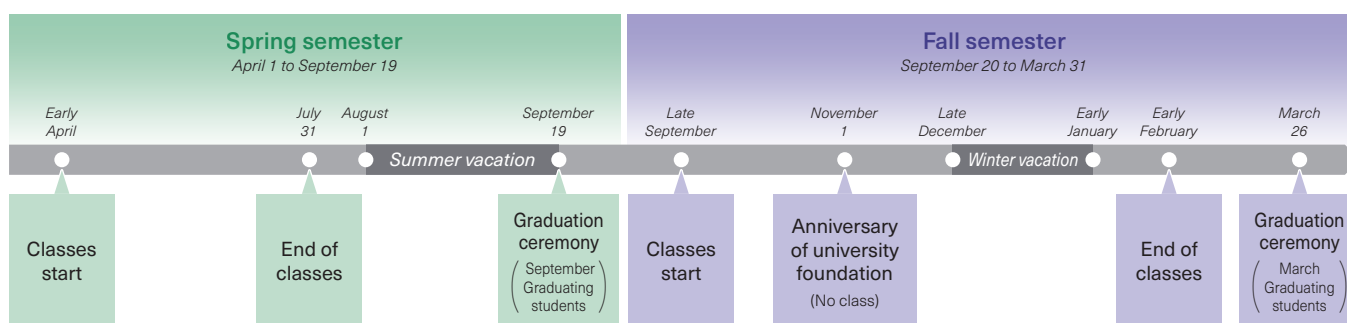 Spring semester
April 1 to September 19
Fall semester
September 20 to March 31
Early
April
July
31
August
1
September
19
Late
September
November
1
Late
December
Early
January
Early
February
March
26
Summer vacation
Winter vacation
Classes
start
End of
classes
Graduation
ceremony
(September
Graduating
students)
Classes
start
Anniversary
of university
foundation
(No class)
End of
classes
Graduation
ceremony
(March
Graduating
students)